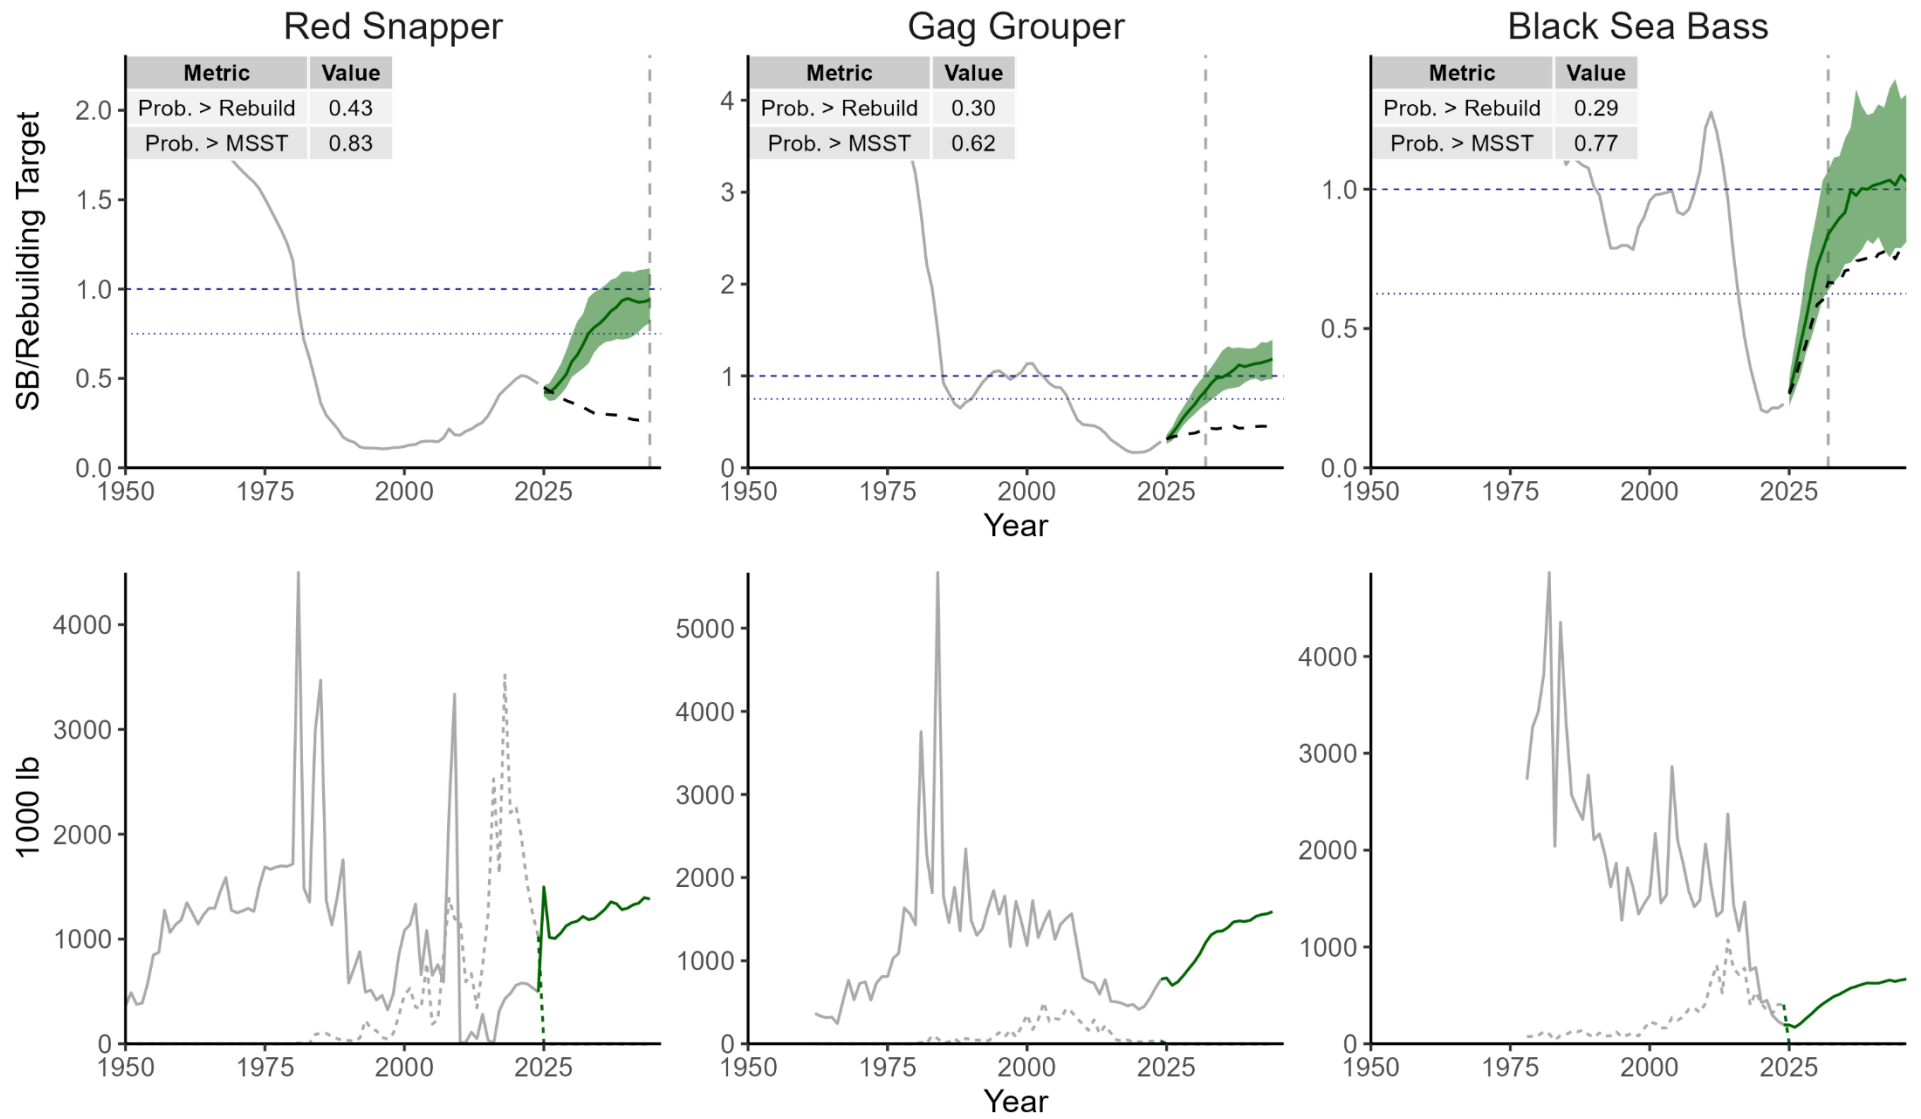 Red Snapper
Gag Grouper
Black Sea Bass
SB/Rebuilding Target
2.0
1.5
1.0
0.5
0.0
Metric Value
Prob. > Rebuild 0.43
Prob. > MSST 0.83
1950 1975 2000 2025
4
3
2
1
0
Metric Value
Prob. > Rebuild 0.30
Prob. > MSST 0.62
1950 1975 2000 2025
1.0
0.5
0.0
Metric Value
Prob. > Rebuild 0.29
Prob. > MSST 0.77
1950 1975 2000 2025
Year
1000 lb
4000
3000
2000
1000
0
1950 1975 2000 2025
5000
4000
3000
2000
1000
0
1950 1975 2000 2025
4000
3000
2000
1000
0
1950 1975 2000 2025
Year